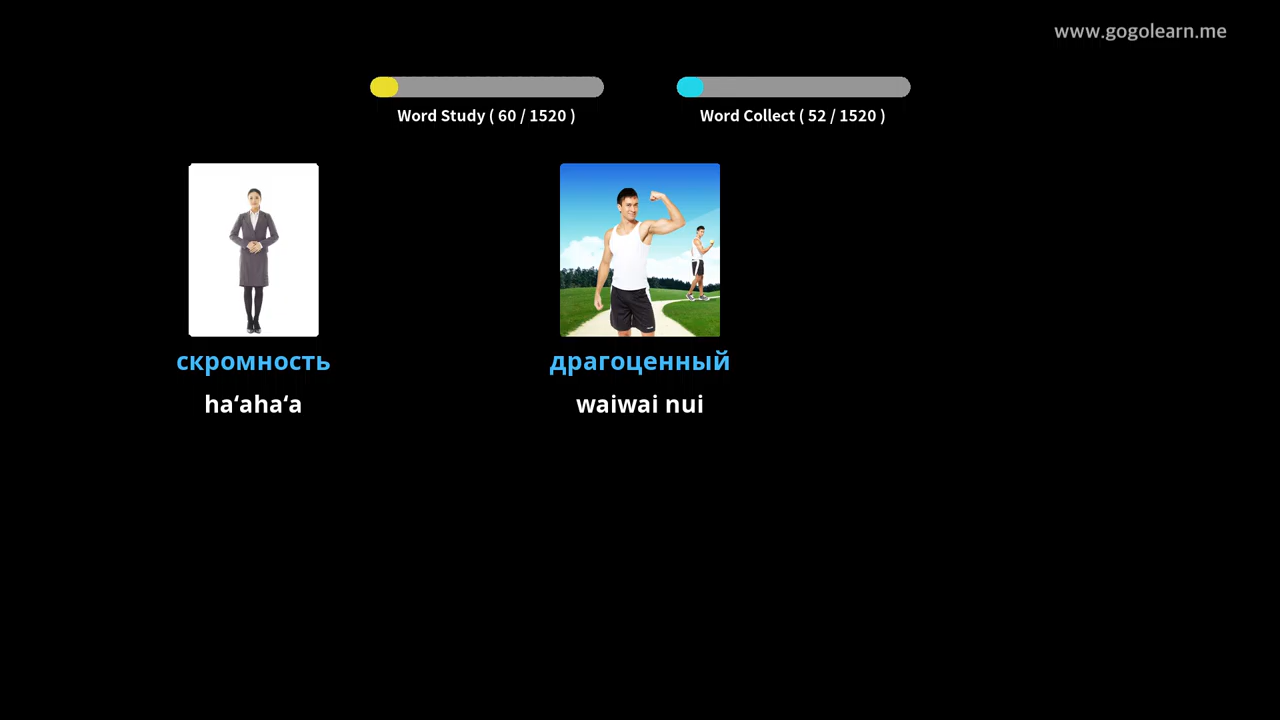 www.gogolearn.me
Word Study ( 60 / 1520 )
Word Collect ( 52 / 1520 )
скромность
haʻahaʻa
драгоценный
waiwai nui